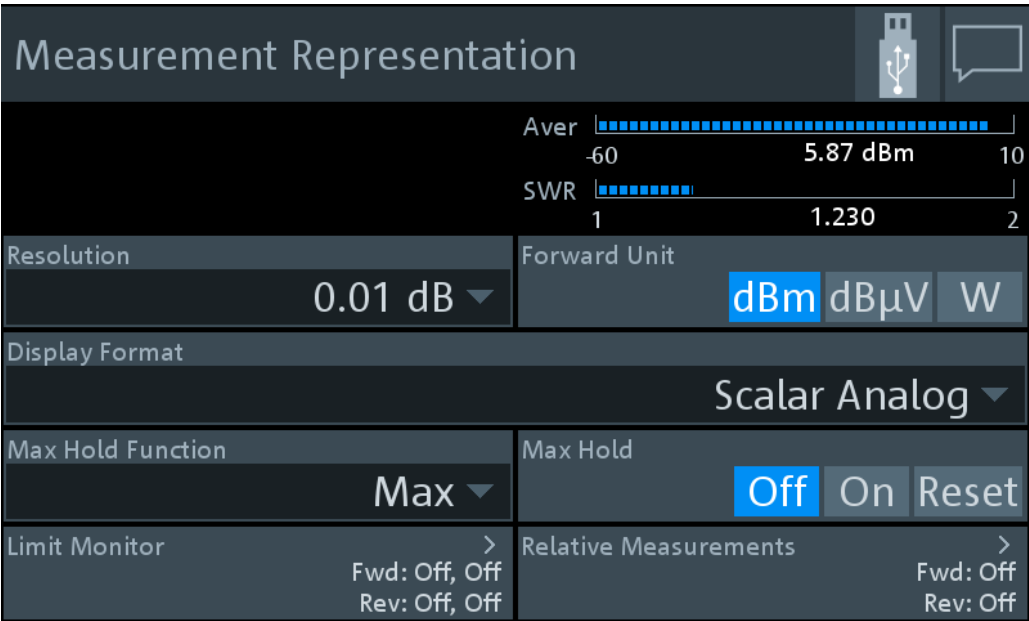 Measurement Representation
Aver
-60 5.87 dBm 10
SWR
1 1.230 2
Resolution
0.01 dB
Forward Unit
dBm dBµV W
Display Format
Scalar Analog
Max Hold Function
Max
Max Hold
Off On Reset
Limit Monitor >
Fwd: Off, Off
Rev: Off, Off
Relative Measurements >
Fwd: Off
Rev: Off